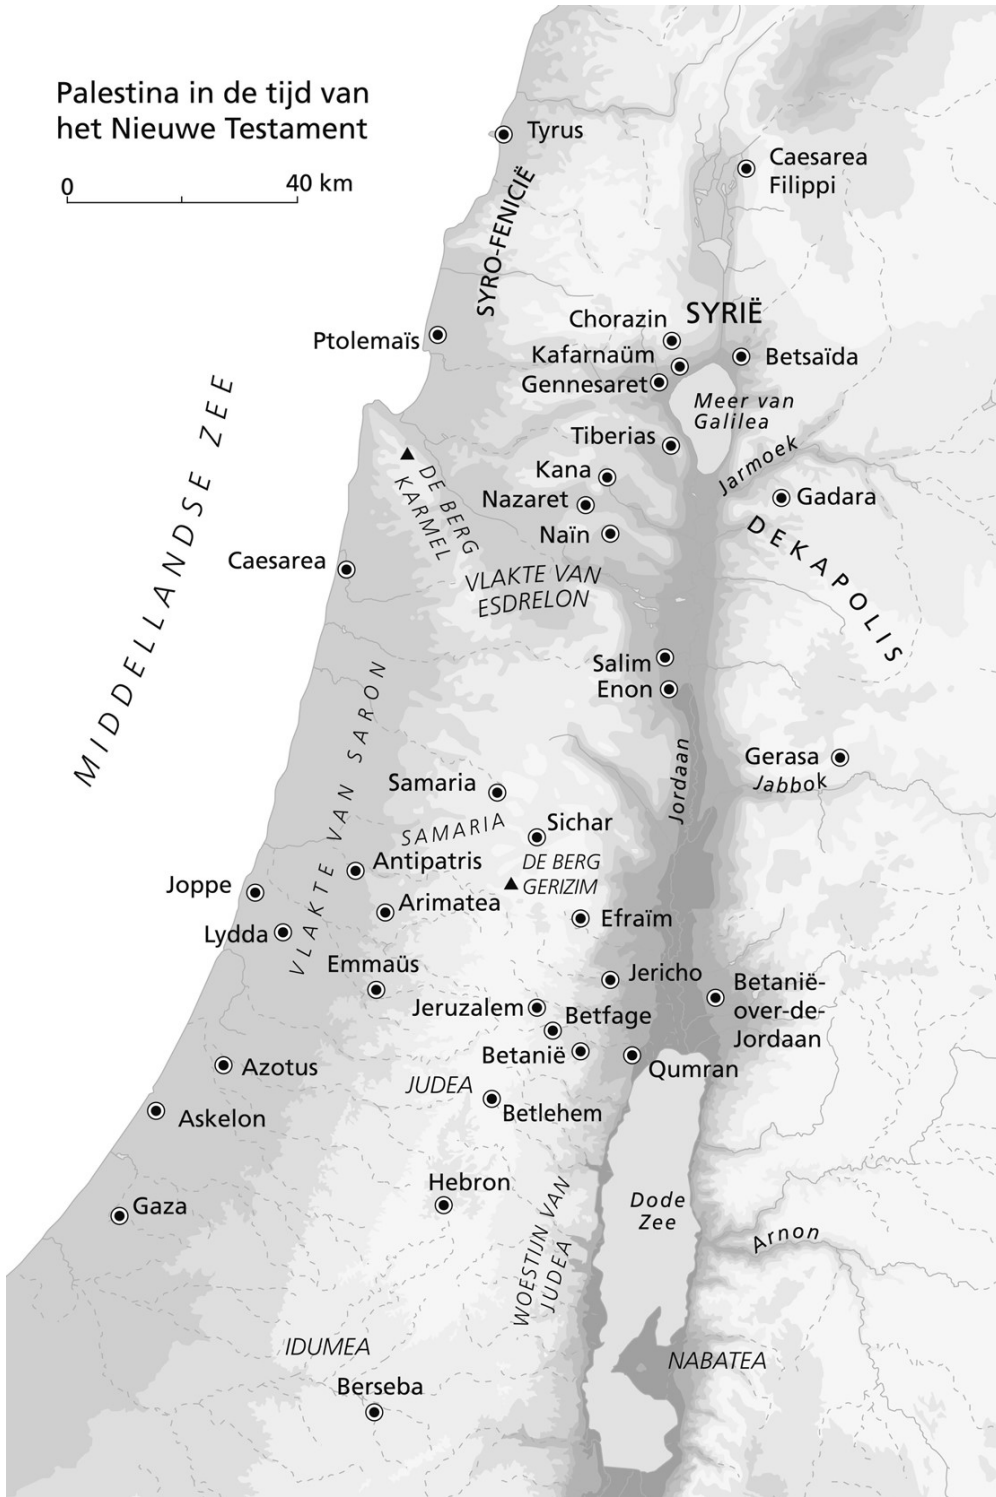 Palestina in de tijd van
het Nieuwe Testament
0
40 km
Tyrus
Caesarea
Filippi
SYRO-FENICIË
Chorazin
SYRIË
Ptolemaïs
Kafarnaüm
Betsaïda
Gennesaret
Meer van
Galilea
MIDDELLANDSE ZEE
Tiberias
Jarmoek
Kana
DE BERG
KARMEL
Nazaret
Gadara
Naïn
DEKAPOLIS
Caesarea
VLAKTE VAN
ESDRELON
Salim
Enon
VLAKTE VAN SARON
Jordaan
Gerasa
Jabbok
Samaria
SAMARIA
Sichar
Antipatris
DE BERG
GERIZIM
Joppe
Arimatea
Efraïm
Lydda
Emmaüs
Jericho
Betanië-
over-de-
Jordaan
Jeruzalem
Betfage
Betanië
Qumran
Azotus
JUDEA
Betlehem
Askelon
Hebron
Gaza
WOESTIJN VAN
JUDEA
Dode
Zee
Arnon
IDUMEA
NABATEA
Berseba